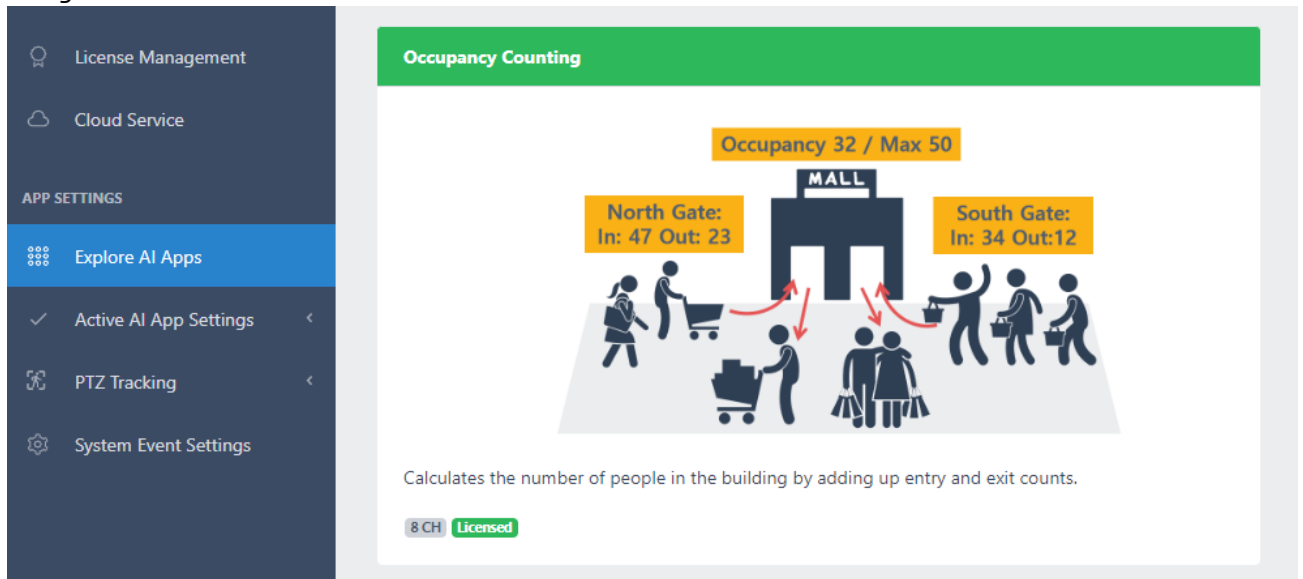 License Management
Cloud Service
APP SETTINGS
Explore AI Apps
Active AI App Settings
PTZ Tracking
System Event Settings
Occupancy Counting
Occupancy 32 / Max 50
MALL
North Gate:
In: 47 Out: 23
South Gate:
In: 34 Out:12
Calculates the number of people in the building by adding up entry and exit counts.
8 CH Licensed